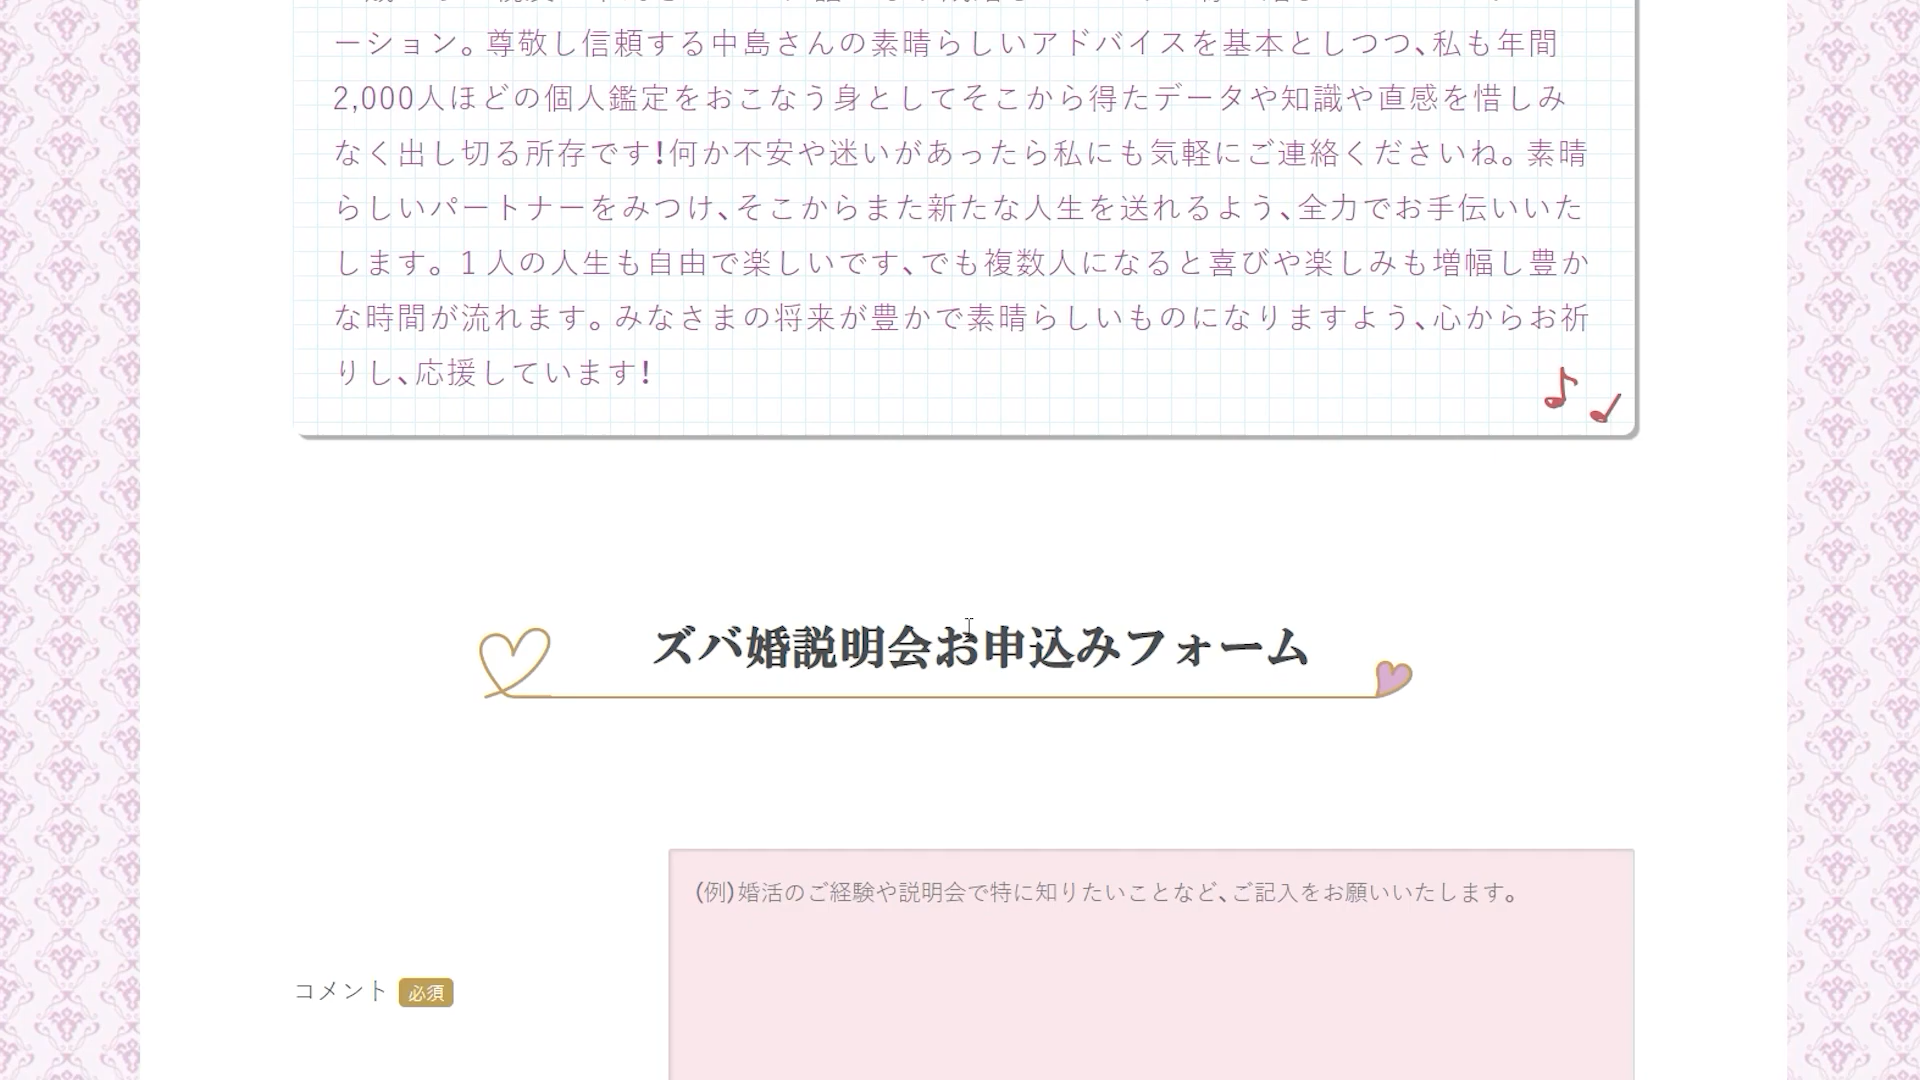 ーション。尊敬し信頼する中島さんの素晴らしいアドバイスを基本としつつ、私も年間
2,000人ほどの個人鑑定をおこなう身としてそこから得たデータや知識や直感を惜しみ
なく出し切る所存です！何か不安や迷いがあったら私にも気軽にご連絡くださいね。素晴
らしいパートナーをみつけ、そこからまた新たな人生を送れるよう、全力でお手伝いいた
します。１人の人生も自由で楽しいです、でも複数人になると喜びや楽しみも増幅し豊か
な時間が流れます。みなさまの将来が豊かで素晴らしいものになりますよう、心からお祈
りし、応援しています！
ズバ婚説明会お申込みフォーム
(例)婚活のご経験や説明会で特に知りたいことなど、ご記入をお願いいたします。
コメント 必須